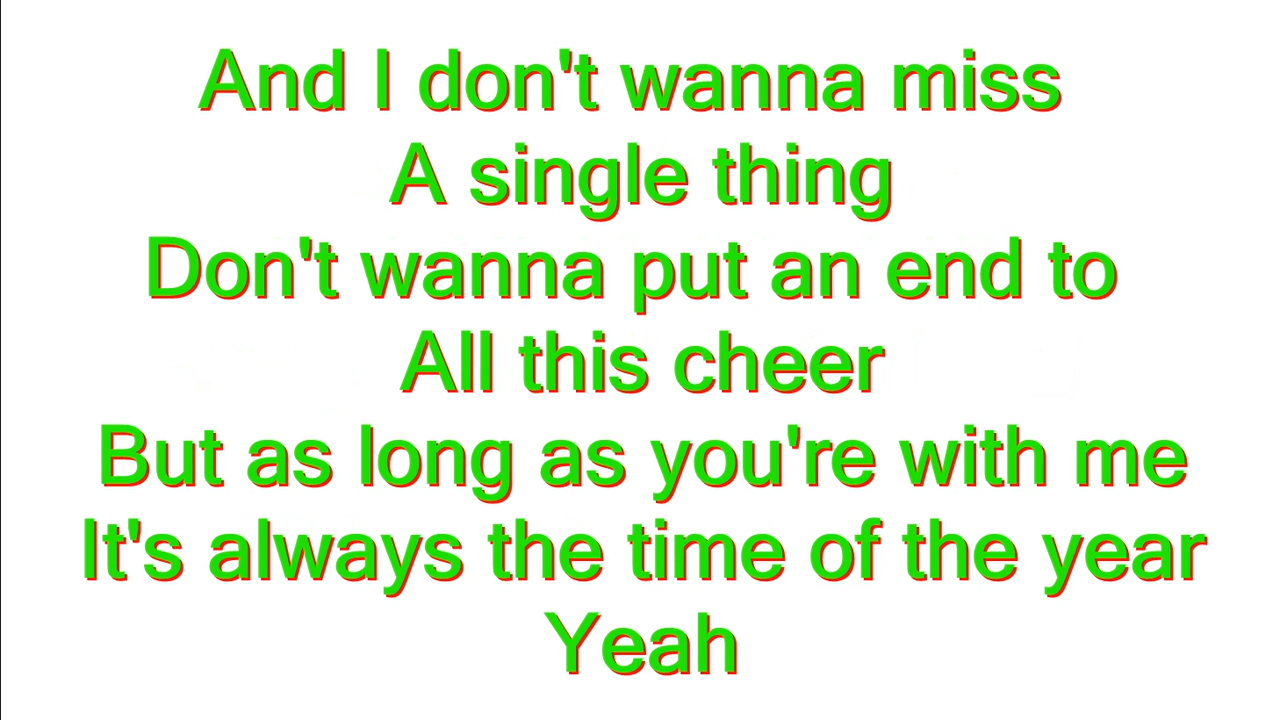 And I don't wanna miss
A single thing
Don't wanna put an end to
All this cheer
But as long as you're with me
It's always the time of the year
Yeah